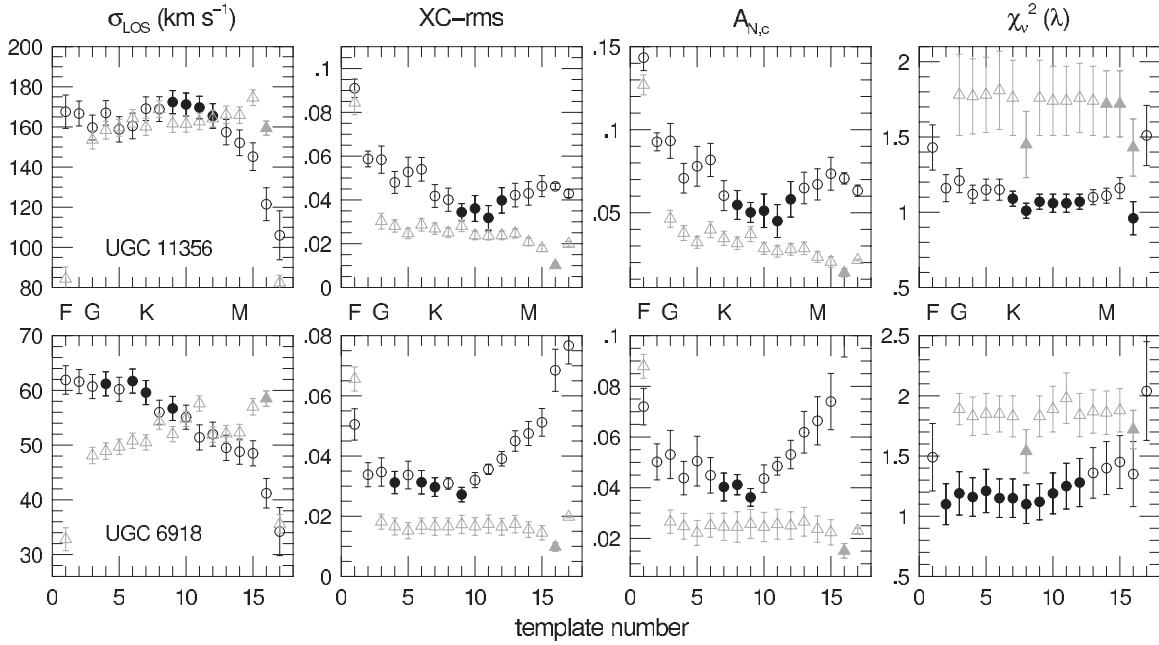 σLOS (km s⁻¹) XC−rms AN,c χν² (λ)
200 .1 .15 2
180
160 .08
140 .06 .1 1.5
120 .04 .05 1
100 .02
80 0 .5
UGC 11356
F G K M F G K M F G K M F G K M
70 .08 .1 2.5
60 .06 .08 2
50 .04 .06 1.5
40 .02 .04 1
30 0 .02 .5
UGC 6918
0 5 10 15 0 5 10 15 0 5 10 15 0 5 10 15
template number